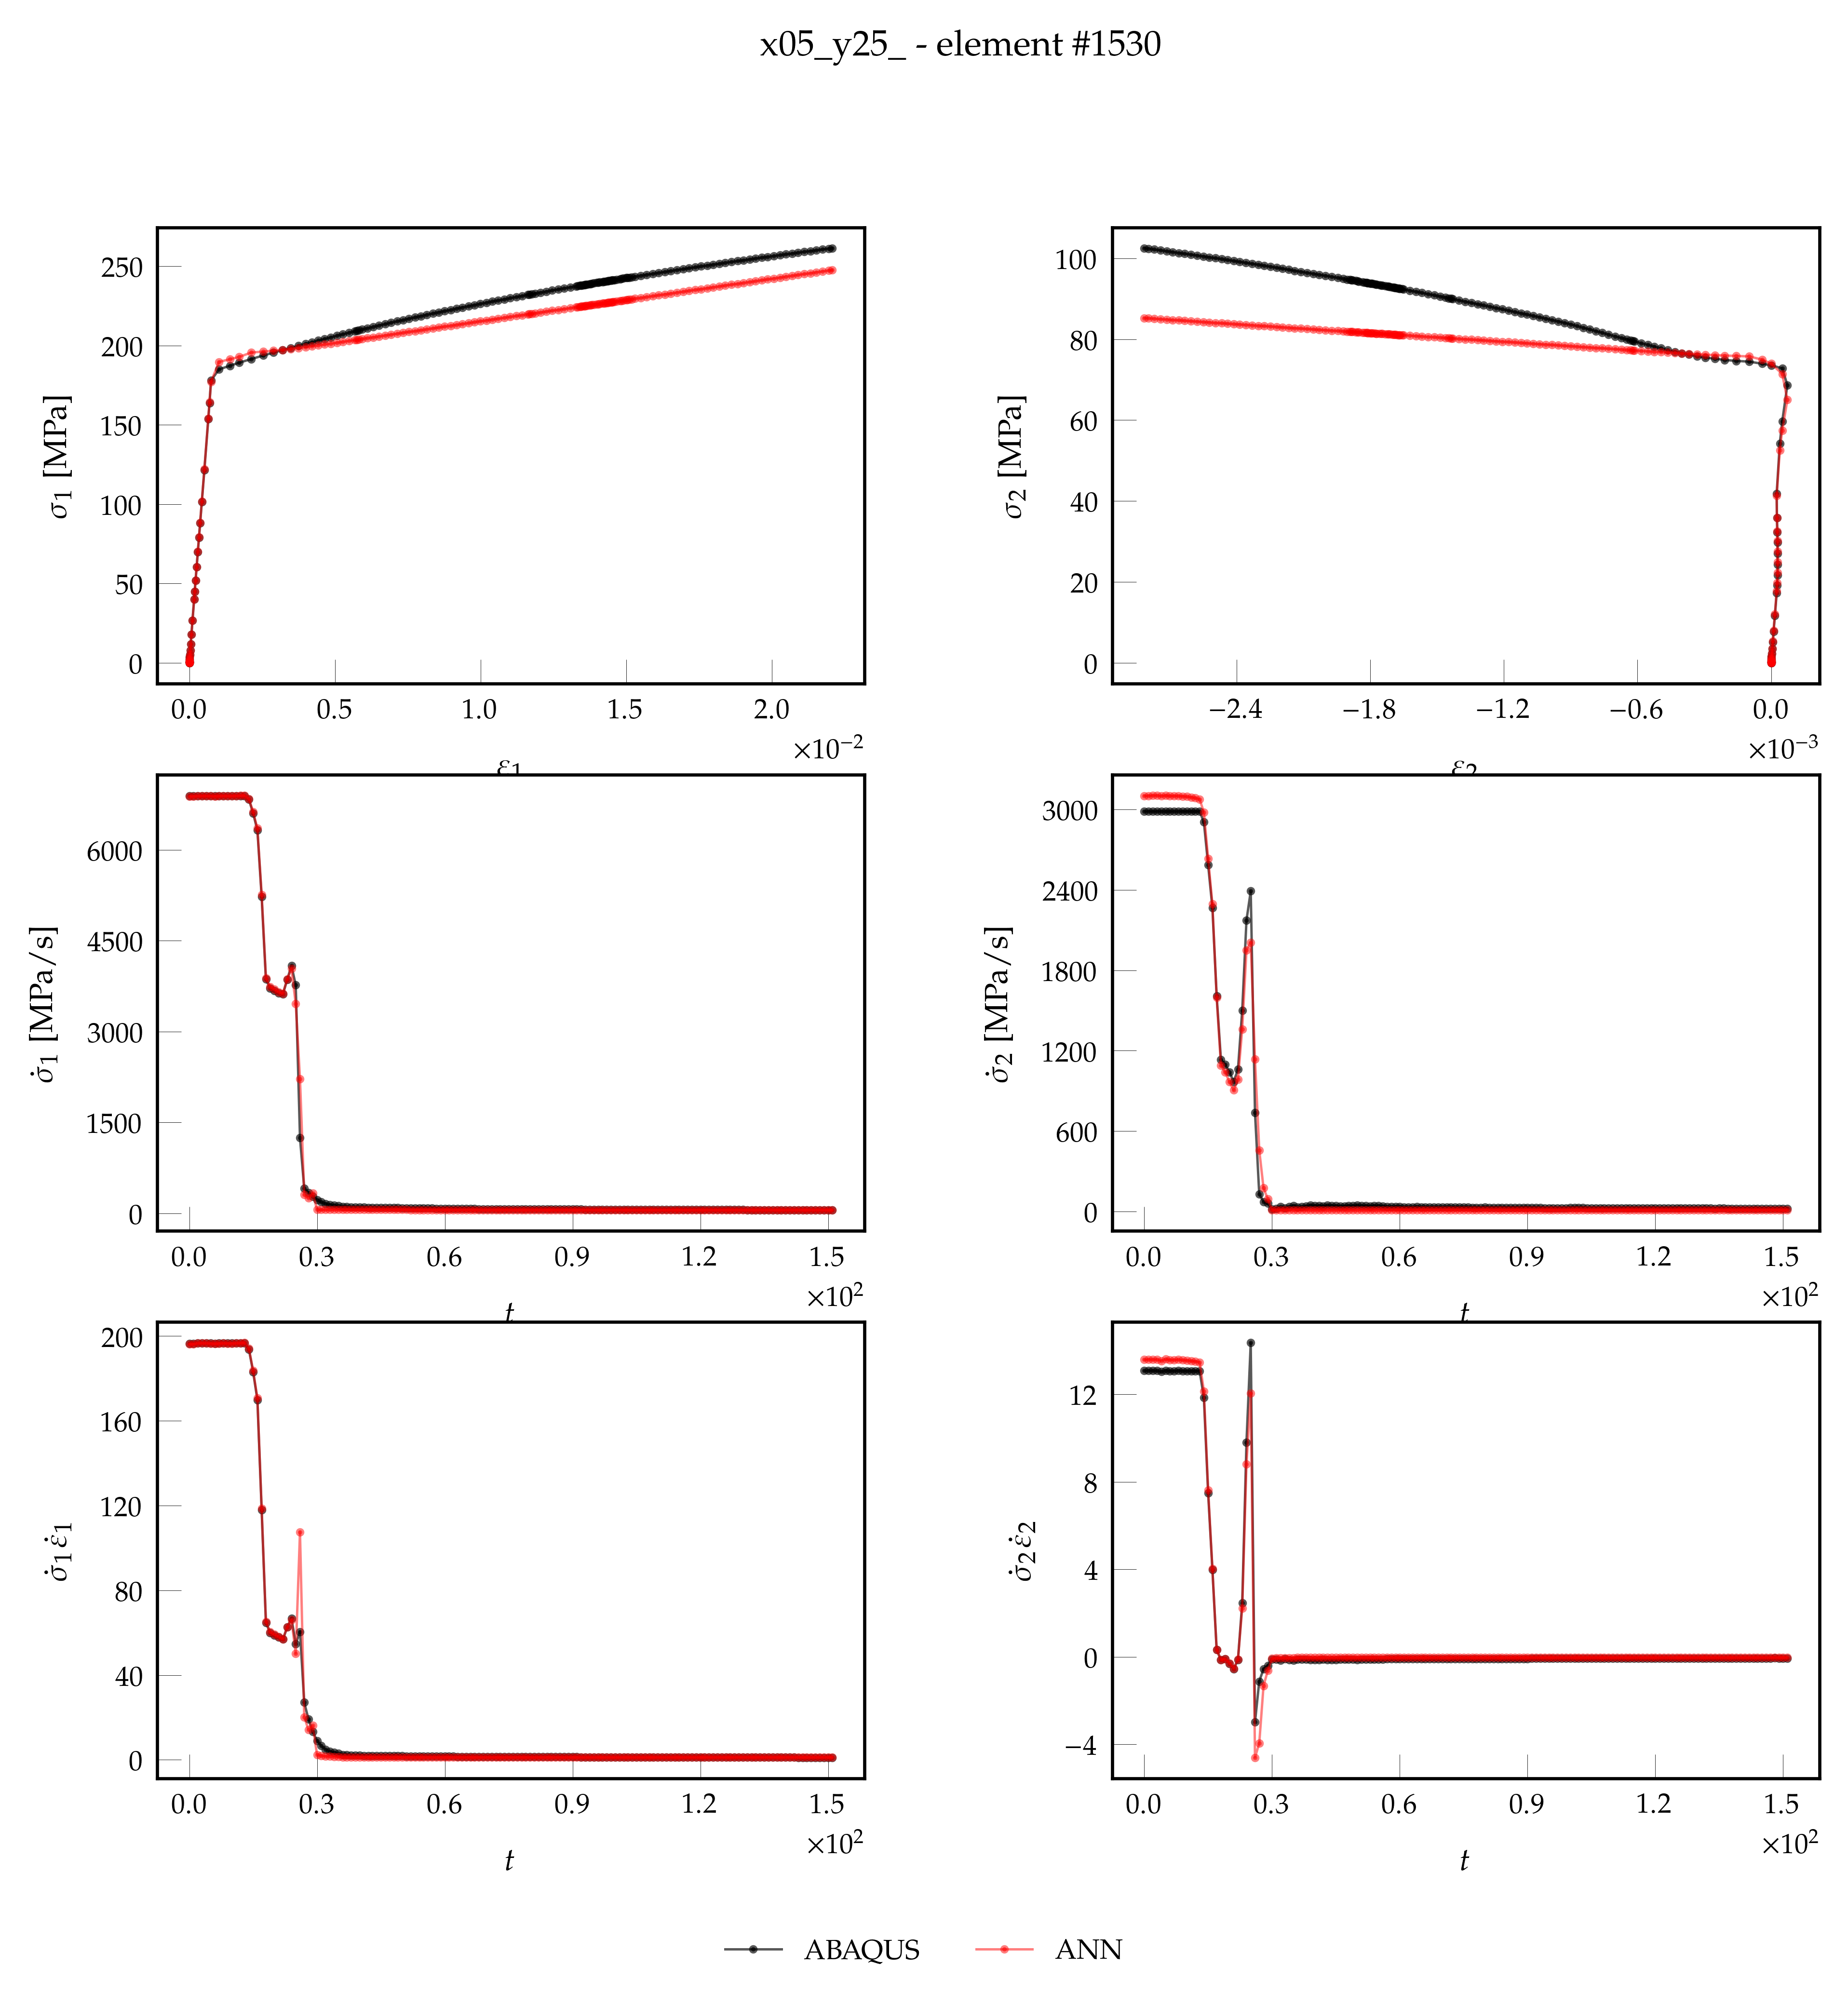 x05_y25_ - element #1530
σ1 [MPa]
250
200
150
100
50
0
0.0 0.5 1.0 1.5 2.0
×10−2
ε1
σ2 [MPa]
100
80
60
40
20
0
−2.4 −1.8 −1.2 −0.6 0.0
×10−3
ε2
σ̇1 [MPa/s]
6000
4500
3000
1500
0
0.0 0.3 0.6 0.9 1.2 1.5
×10²
t
σ̇2 [MPa/s]
3000
2400
1800
1200
600
0
0.0 0.3 0.6 0.9 1.2 1.5
×10²
t
σ̇1ε̇1
200
160
120
80
40
0
0.0 0.3 0.6 0.9 1.2 1.5
×10²
t
σ̇2ε̇2
12
8
4
0
−4
0.0 0.3 0.6 0.9 1.2 1.5
×10²
t
ABAQUS ANN